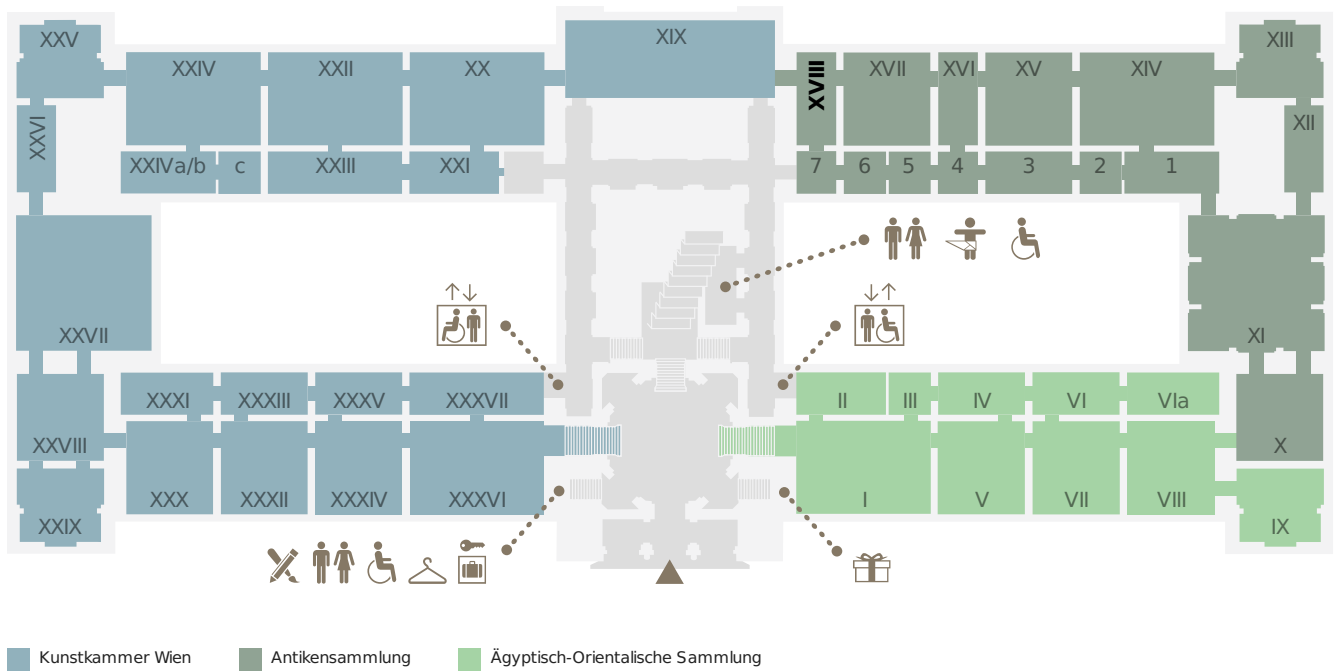 XXV
XIX
XIII
XXIV
XXII
XX
XVIII
XVII
XVI
XV
XIV
XXVI
XII
XXIVa/b
c
XXIII
XXI
7
6
5
4
3
2
1
XXVII
XI
XXXI
XXXIII
XXXV
XXXVII
II
III
IV
VI
VIa
XXVIII
X
XXX
XXXII
XXXIV
XXXVI
I
V
VII
VIII
XXIX
IX
Kunstkammer Wien
Antikensammlung
Ägyptisch-Orientalische Sammlung